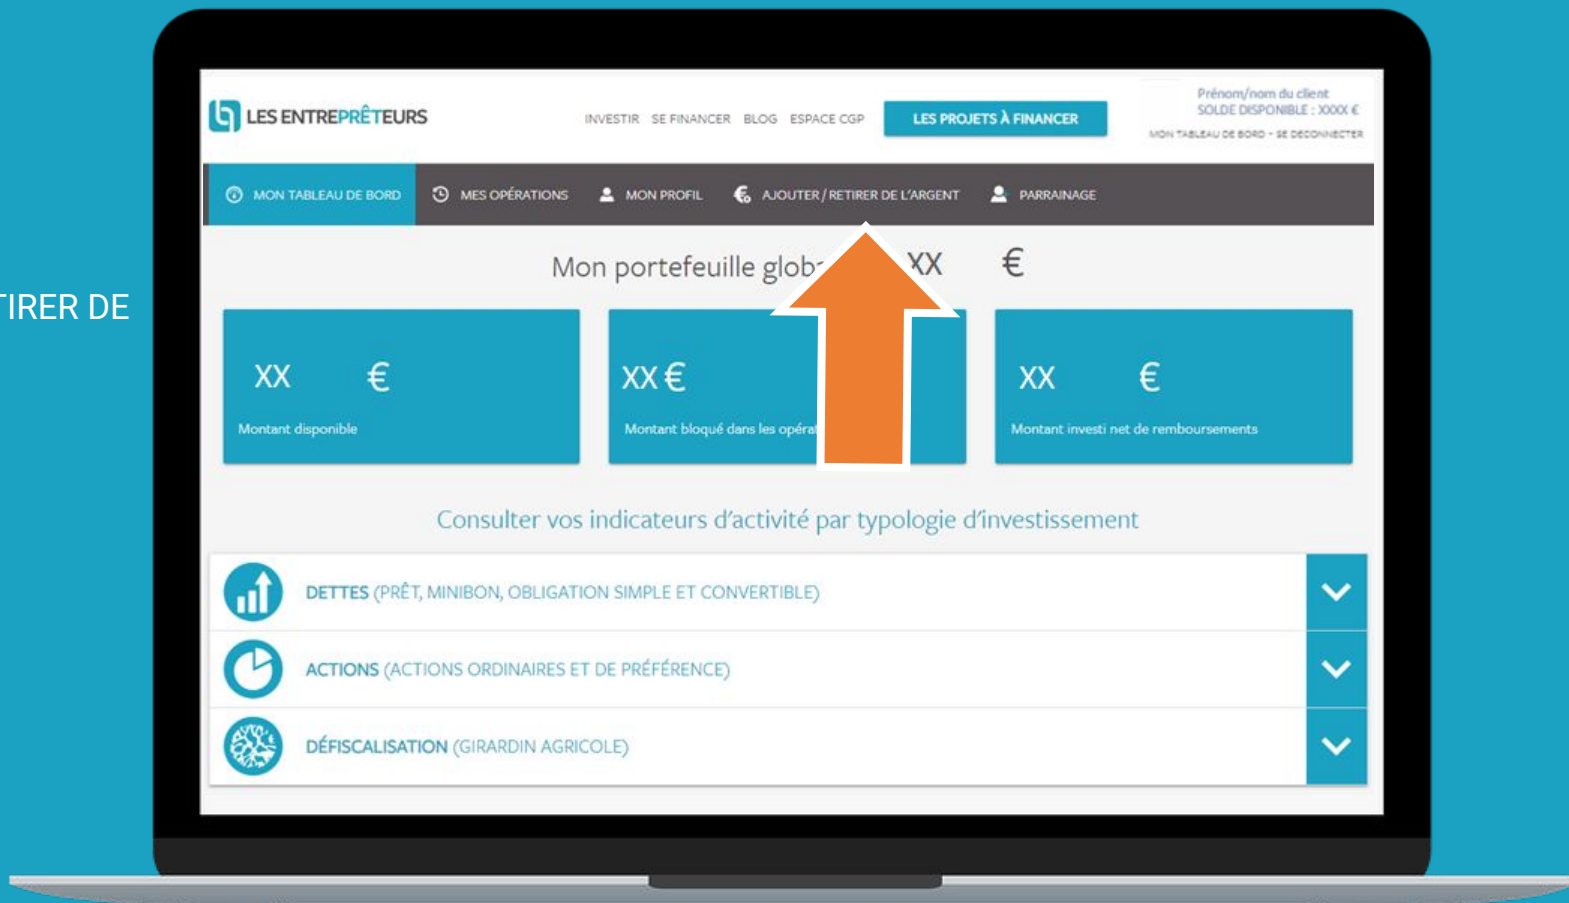 LES ENTREPRÊTEURS
INVESTIR SE FINANCER BLOG ESPACE CGP
LES PROJETS À FINANCER
Prénom/nom du client
SOLDE DISPONIBLE : XXXX €
MON TABLEAU DE BORD - SE DECONNECTER
MON TABLEAU DE BORD
MES OPÉRATIONS
MON PROFIL
AJOUTER / RETIRER DE L'ARGENT
PARRAINAGE
Mon portefeuille XX €
TIRER DE
XX €
Montant disponible
XX €
Montant bloqué dans les
XX €
Montant investi net de remboursements
Consulter vos indicateurs d'activité par typologie d'investissement
DETTES (PRÊT, MINIBON, OBLIGATION SIMPLE ET CONVERTIBLE)
ACTIONS (ACTIONS ORDINAIRES ET DE PRÉFÉRENCE)
DÉFISCALISATION (GIRARDIN AGRICOLE)